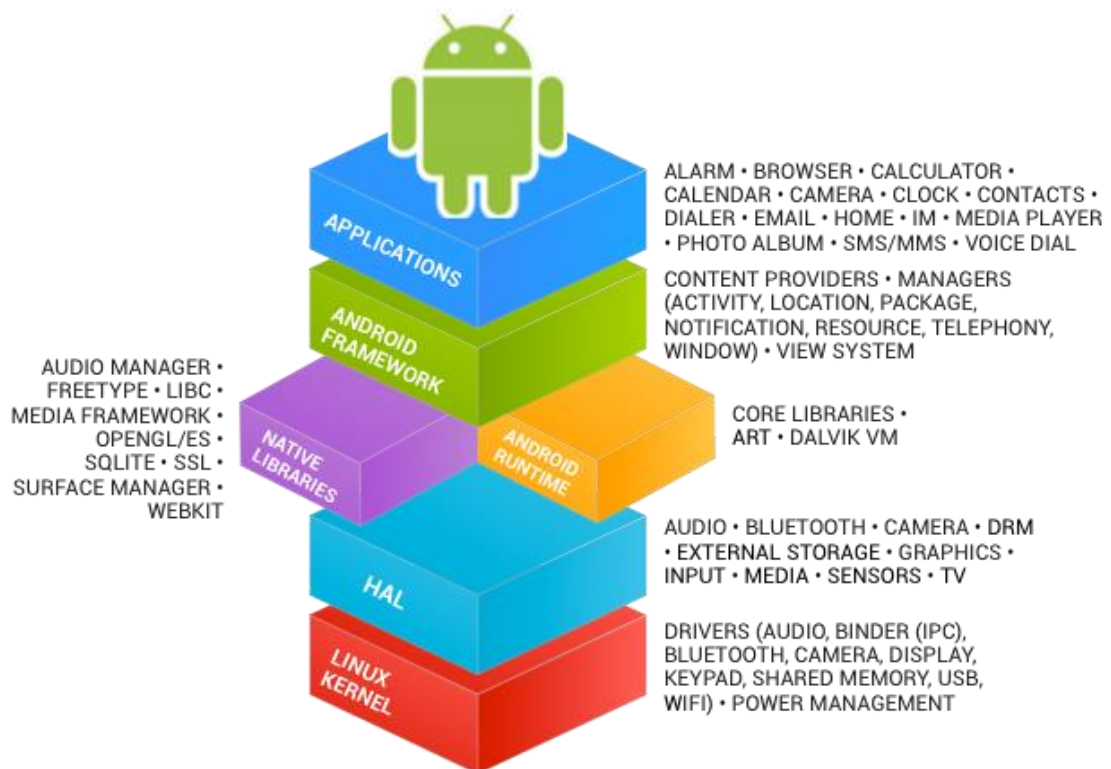 APPLICATIONS
ALARM • BROWSER • CALCULATOR •
CALENDAR • CAMERA • CLOCK • CONTACTS •
DIALER • EMAIL • HOME • IM • MEDIA PLAYER
• PHOTO ALBUM • SMS/MMS • VOICE DIAL
ANDROID
FRAMEWORK
CONTENT PROVIDERS • MANAGERS
(ACTIVITY, LOCATION, PACKAGE,
NOTIFICATION, RESOURCE, TELEPHONY,
WINDOW) • VIEW SYSTEM
AUDIO MANAGER •
FREETYPE • LIBC •
MEDIA FRAMEWORK •
OPENGL/ES •
SQLITE • SSL •
SURFACE MANAGER •
WEBKIT
NATIVE
LIBRARIES
ANDROID
RUNTIME
CORE LIBRARIES •
ART • DALVIK VM
HAL
AUDIO • BLUETOOTH • CAMERA • DRM
• EXTERNAL STORAGE • GRAPHICS •
INPUT • MEDIA • SENSORS • TV
LINUX
KERNEL
DRIVERS (AUDIO, BINDER (IPC),
BLUETOOTH, CAMERA, DISPLAY,
KEYPAD, SHARED MEMORY, USB,
WIFI) • POWER MANAGEMENT